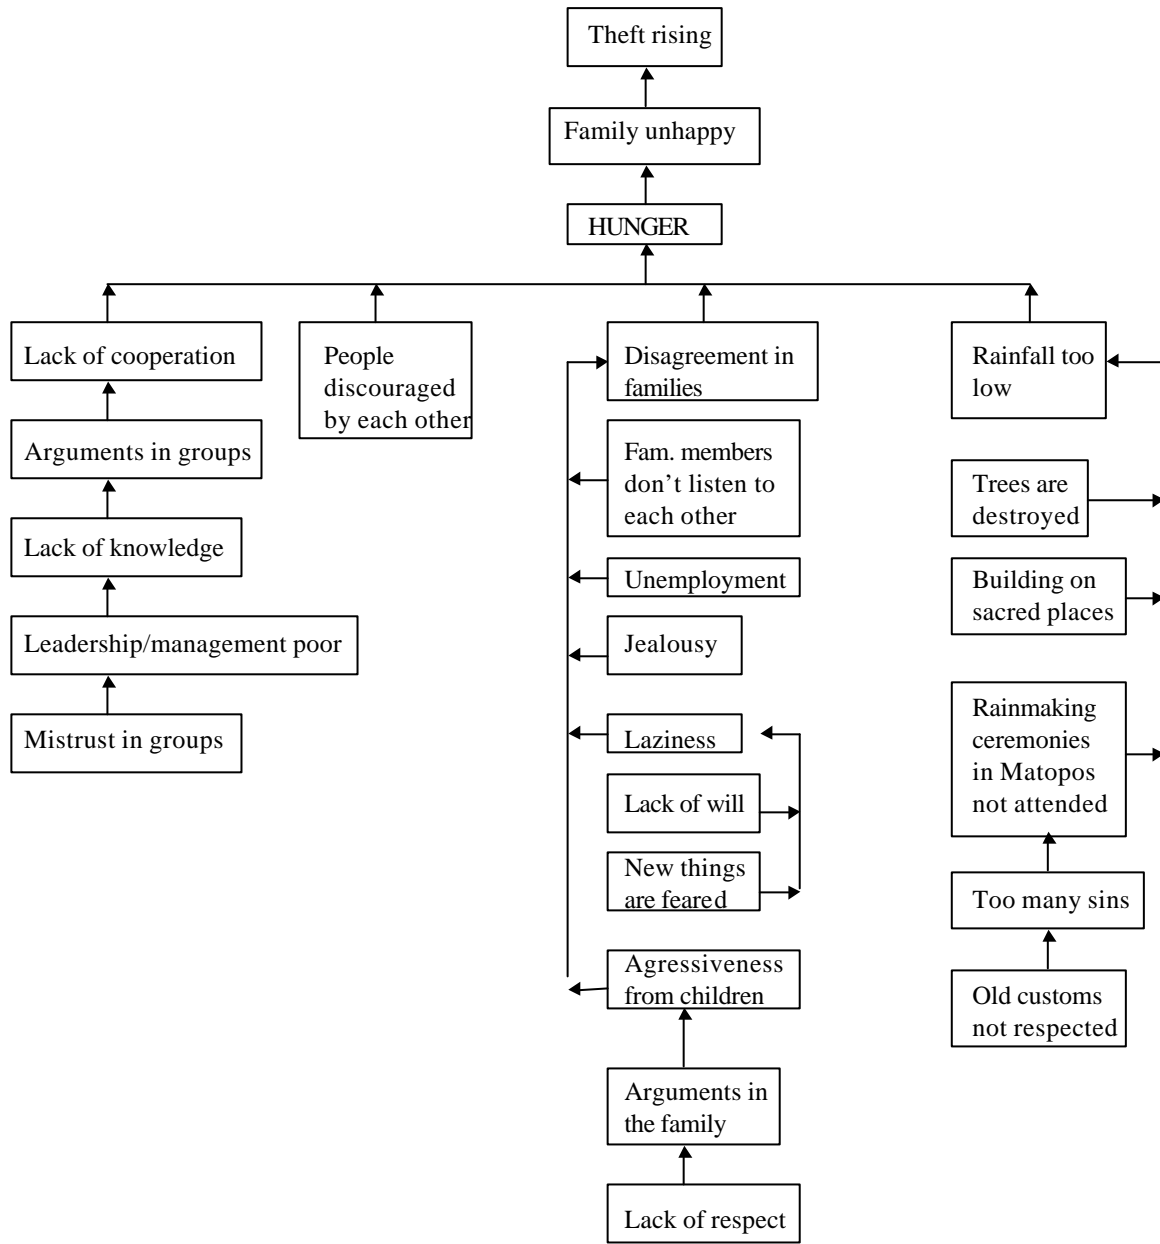 Theft rising
Family unhappy
HUNGER
Lack of cooperation
Arguments in groups
Lack of knowledge
Leadership/management poor
Mistrust in groups
People
discouraged
by each other
Disagreement in
families
Fam. members
don't listen to
each other
Unemployment
Jealousy
Laziness
Lack of will
New things
are feared
Agressiveness
from children
Arguments in
the family
Lack of respect
Rainfall too
low
Trees are
destroyed
Building on
sacred places
Rainmaking
ceremonies
in Matopos
not attended
Too many sins
Old customs
not respected